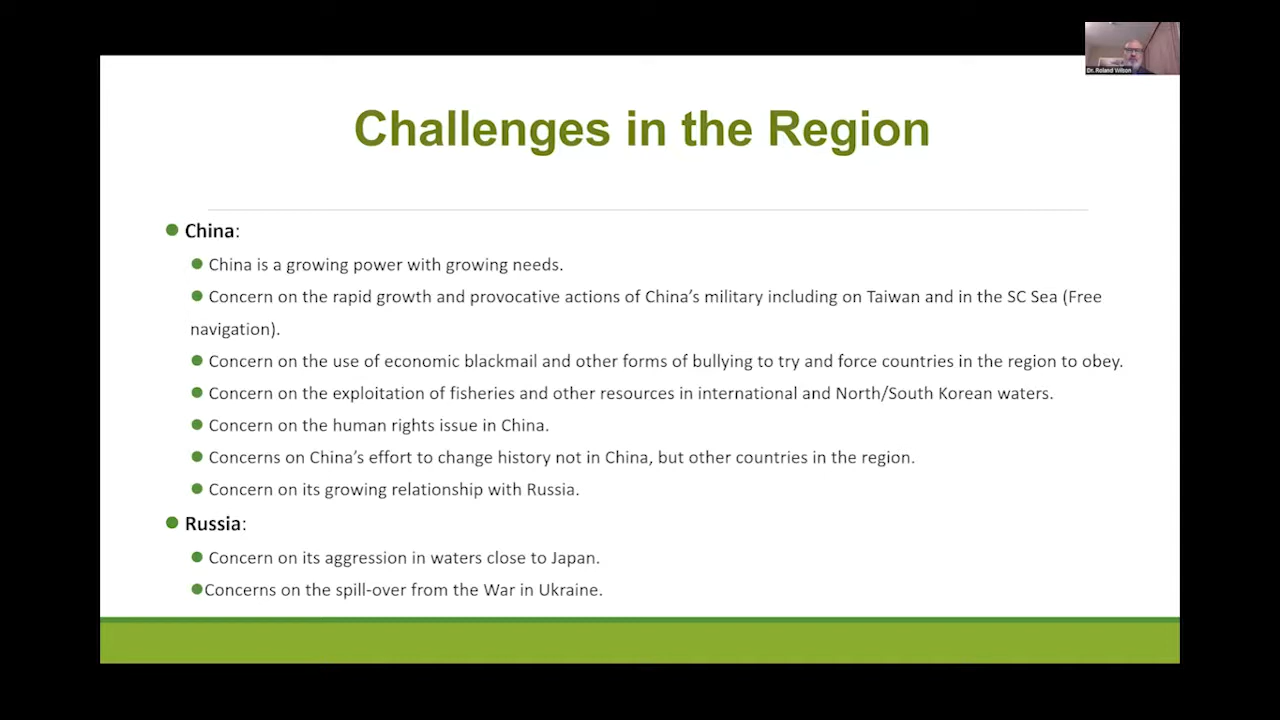 Dr. Roland Wilson
Challenges in the Region
China:
China is a growing power with growing needs.
Concern on the rapid growth and provocative actions of China's military including on Taiwan and in the SC Sea (Free
navigation).
Concern on the use of economic blackmail and other forms of bullying to try and force countries in the region to obey.
Concern on the exploitation of fisheries and other resources in international and North/South Korean waters.
Concern on the human rights issue in China.
Concerns on China's effort to change history not in China, but other countries in the region.
Concern on its growing relationship with Russia.
Russia:
Concern on its aggression in waters close to Japan.
Concerns on the spill-over from the War in Ukraine.